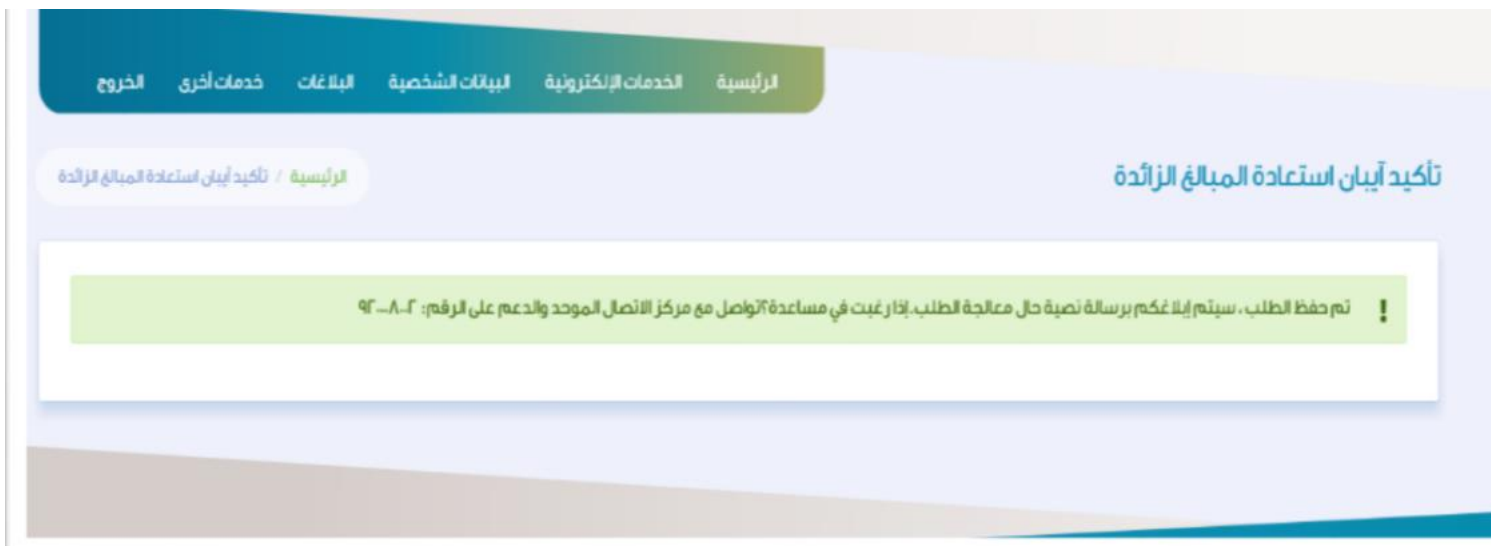 الرئيسية الخدمات الإلكترونية البيانات الشخصية البلاغات خدمات أخرى الخروج
تأكيد آيبان استعادة المبالغ الزائدة
الرئيسية / تأكيد آيبان استعادة المبالغ الزائدة
! تم حفظ الطلب ، سيتم إبلاغكم برسالة نصية حال معالجة الطلب.إذا رغبت في مساعدة؟تواصل مع مركز الاتصال الموحد والدعم على الرقم: ٩٢٠٠٠٨٠٠٢